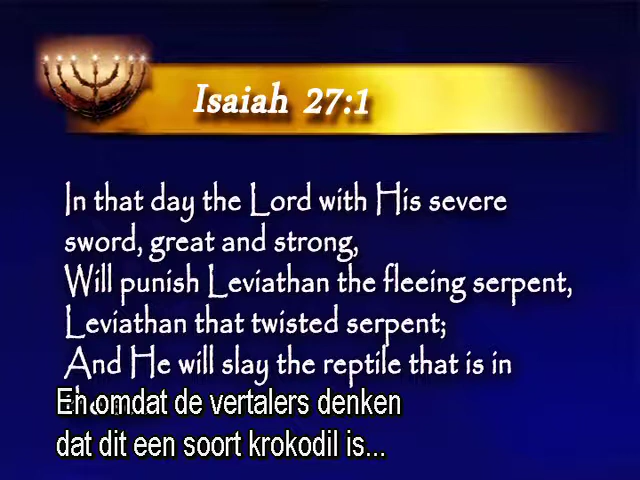 Isaiah 27:1
In that day the Lord with His severe
sword, great and strong,
Will punish Leviathan the fleeing serpent,
Leviathan that twisted serpent;
And He will slay the reptile that is in
En omdat de vertalers denken
dat dit een soort krokodil is...